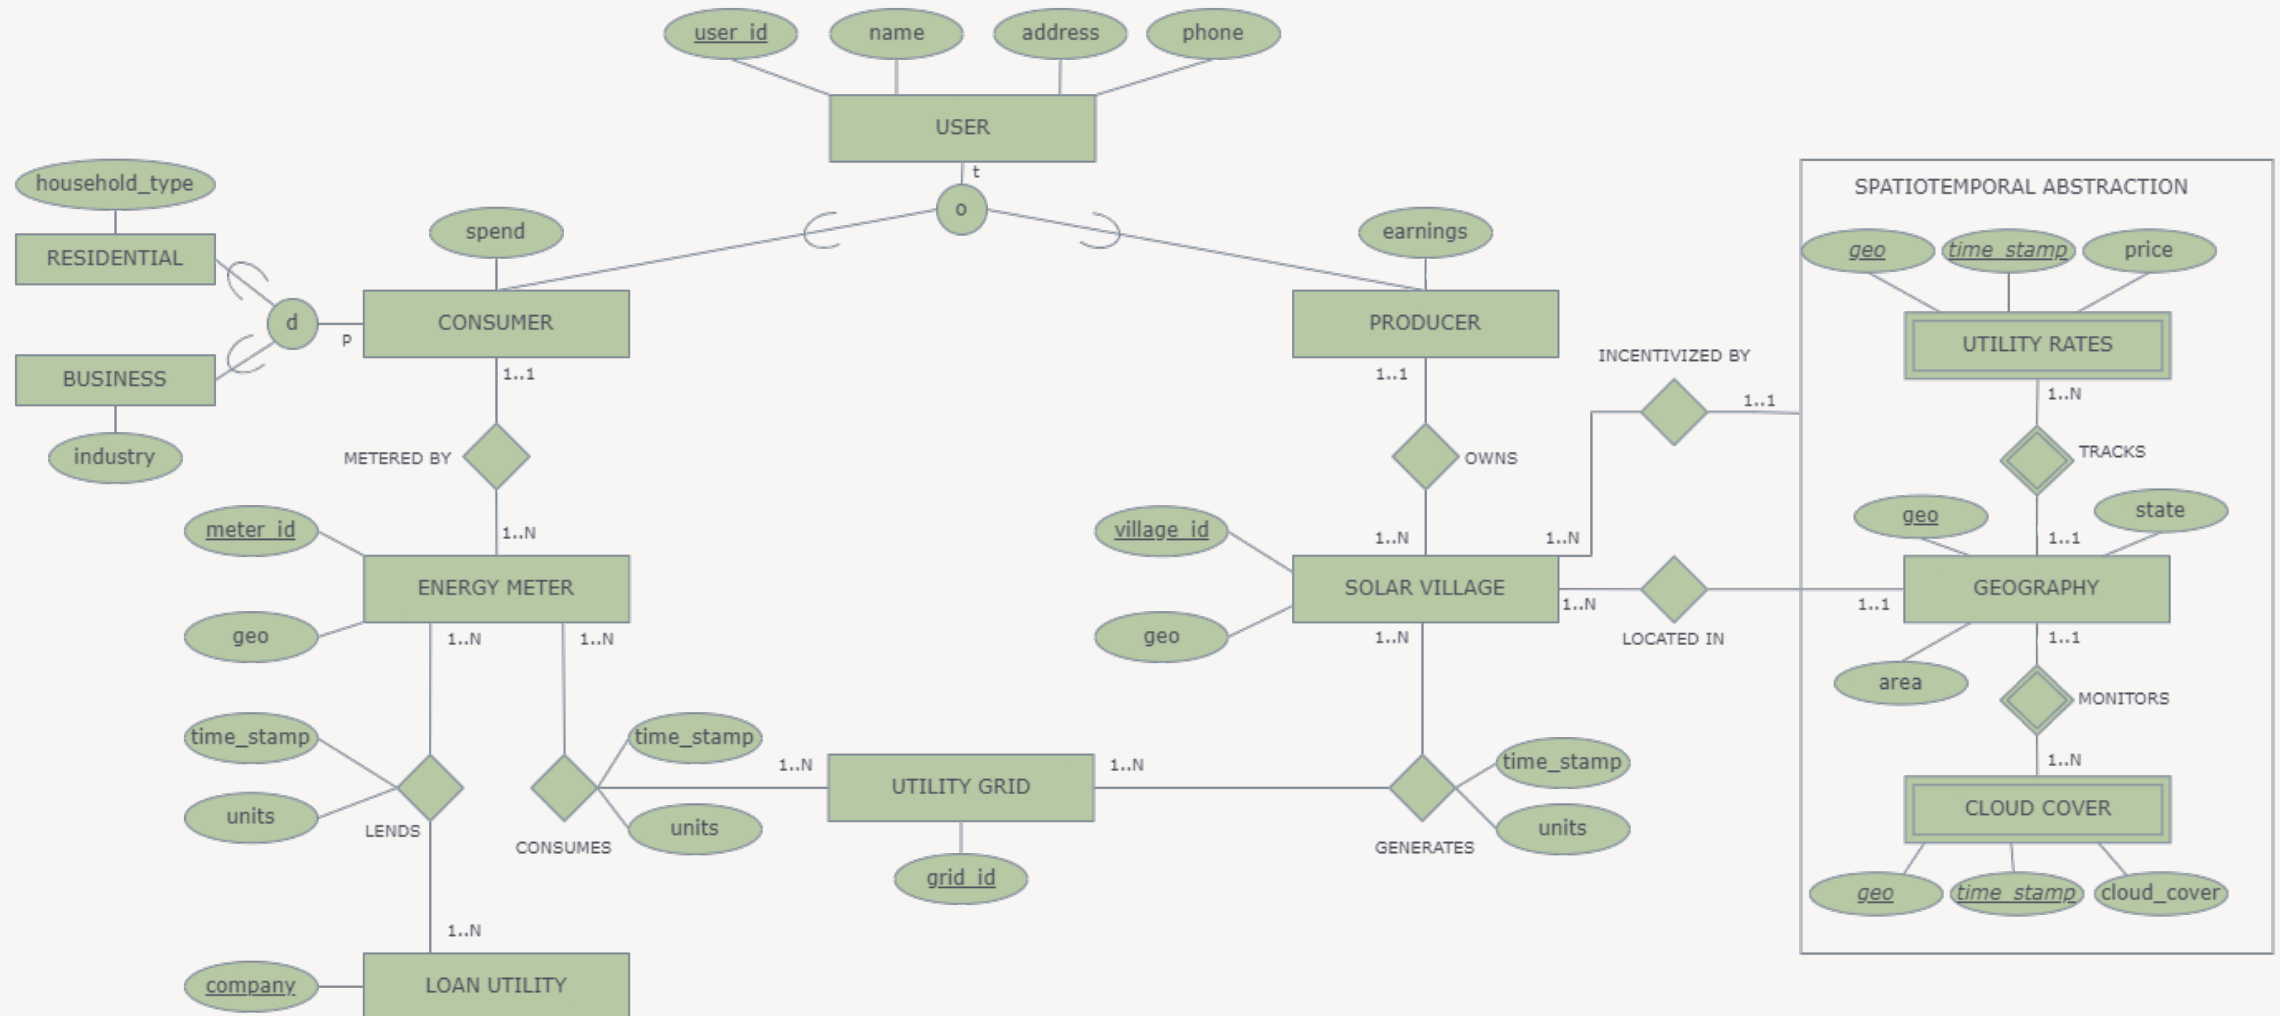 user_id
name
address
phone
USER
t
o
household_type
RESIDENTIAL
d
p
BUSINESS
industry
spend
CONSUMER
1..1
METERED BY
1..N
meter_id
ENERGY METER
geo
1..N
1..N
time_stamp
units
LENDS
1..N
company
LOAN UTILITY
time_stamp
units
CONSUMES
1..N
UTILITY GRID
1..N
grid_id
earnings
PRODUCER
1..1
OWNS
1..N
village_id
SOLAR VILLAGE
geo
1..N
time_stamp
units
GENERATES
INCENTIVIZED BY
1..1
1..N
1..N
LOCATED IN
1..1
SPATIOTEMPORAL ABSTRACTION
geo
time_stamp
price
UTILITY RATES
1..N
TRACKS
geo
state
1..1
GEOGRAPHY
area
1..1
MONITORS
1..N
CLOUD COVER
geo
time_stamp
cloud_cover